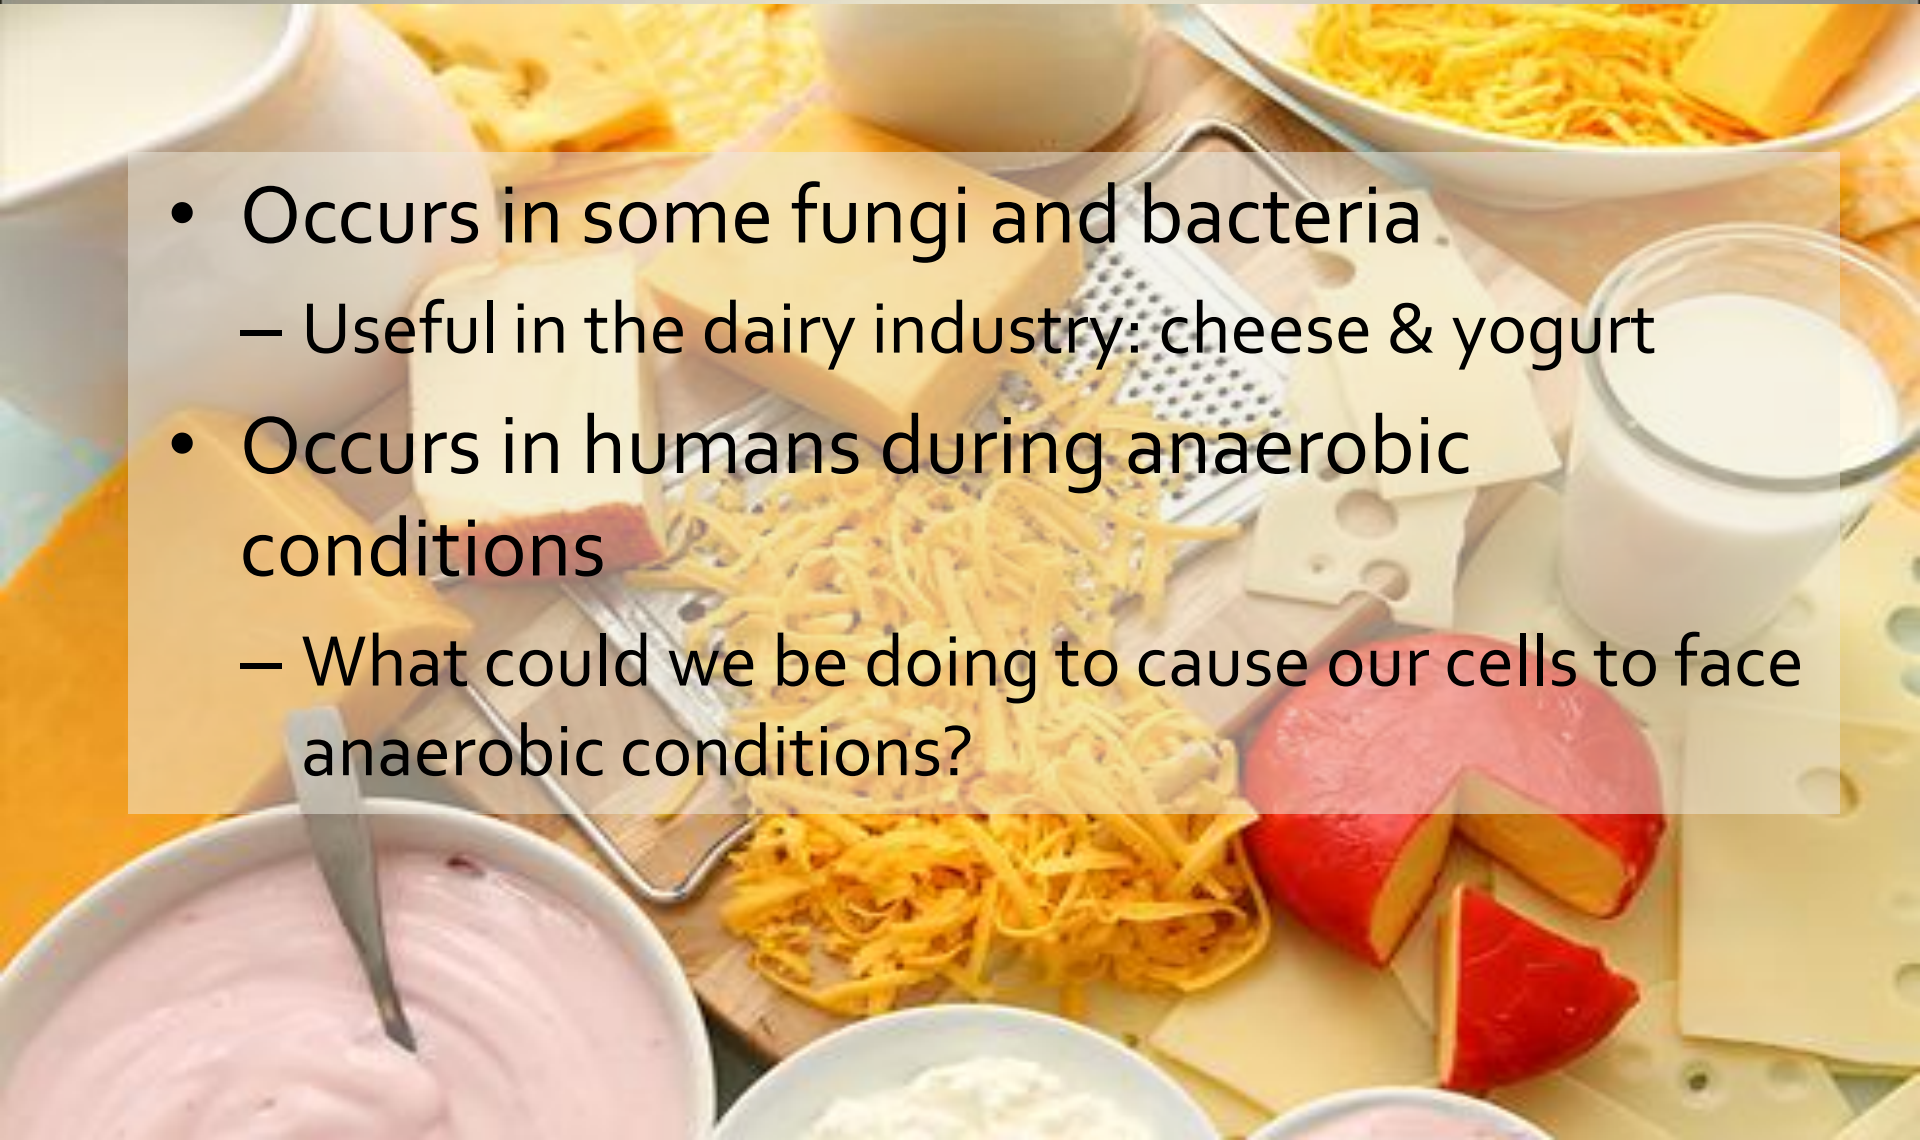 • Occurs in some fungi and bacteria
– Useful in the dairy industry: cheese & yogurt
• Occurs in humans during anaerobic
conditions
– What could we be doing to cause our cells to face
anaerobic conditions?